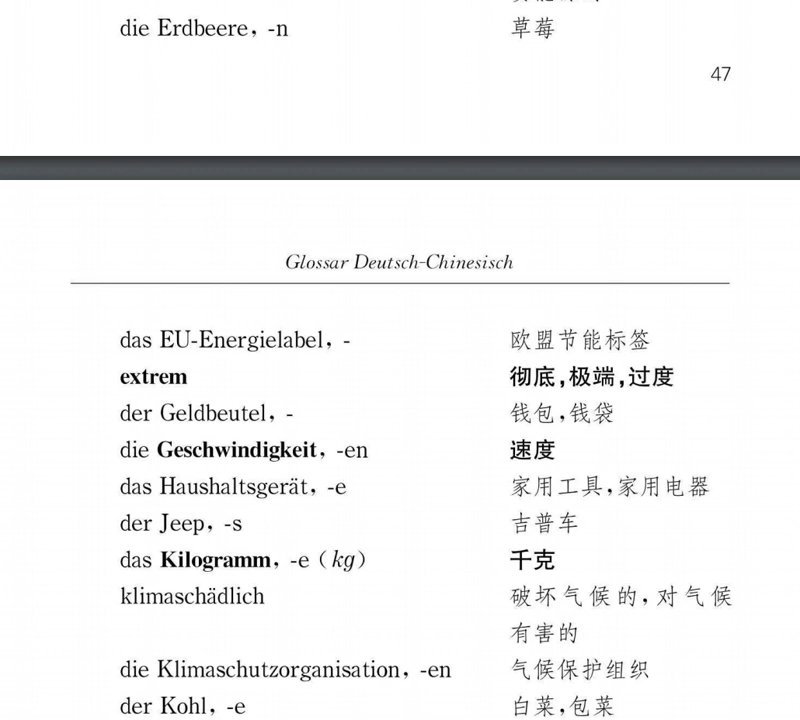 die Erdbeere, -n 草莓
47
Glossar Deutsch-Chinesisch
das EU-Energielabel, - 欧盟节能标签
extrem 彻底,极端,过度
der Geldbeutel, - 钱包,钱袋
die Geschwindigkeit, -en 速度
das Haushaltsgerät, -e 家用工具,家用电器
der Jeep, -s 吉普车
das Kilogramm, -e (kg) 千克
klimaschädlich 破坏气候的,对气候
有害的
die Klimaschutzorganisation, -en 气候保护组织
der Kohl, -e 白菜,包菜